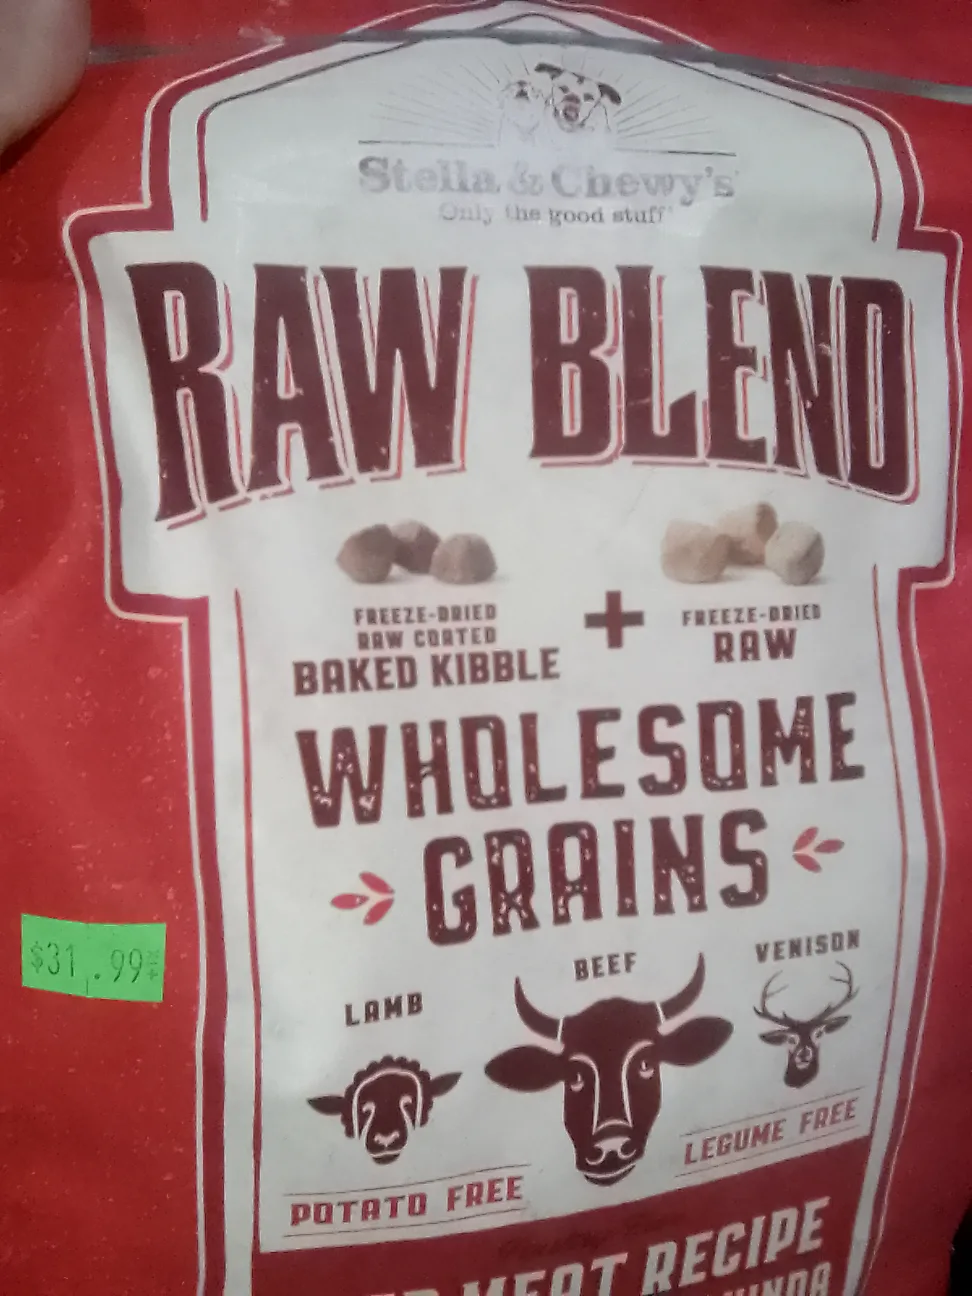 Stella & Chewy's
Only the good stuff
RAW BLEND
FREEZE-DRIED
RAW COATED
BAKED KIBBLE
+
FREEZE-DRIED
RAW
WHOLESOME
GRAINS
$31.99
LAMB
BEEF
VENISON
POTATO FREE
LEGUME FREE
MEAT RECIPE